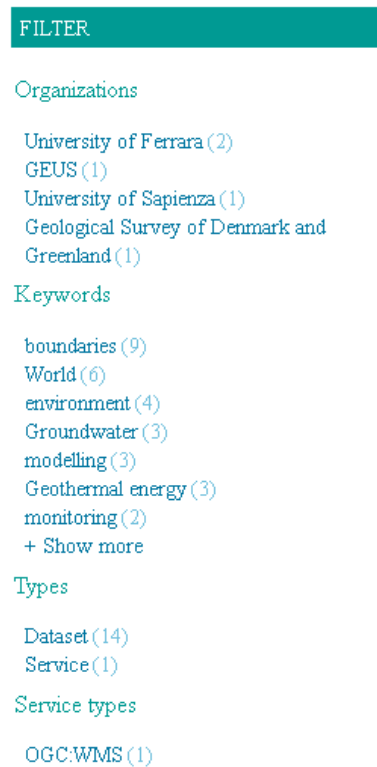 FILTER
Organizations
University of Ferrara (2)
GEUS (1)
University of Sapienza (1)
Geological Survey of Denmark and
Greenland (1)
Keywords
boundaries (9)
World (6)
environment (4)
Groundwater (3)
modelling (3)
Geothermal energy (3)
monitoring (2)
+ Show more
Types
Dataset (14)
Service (1)
Service types
OGC:WMS (1)